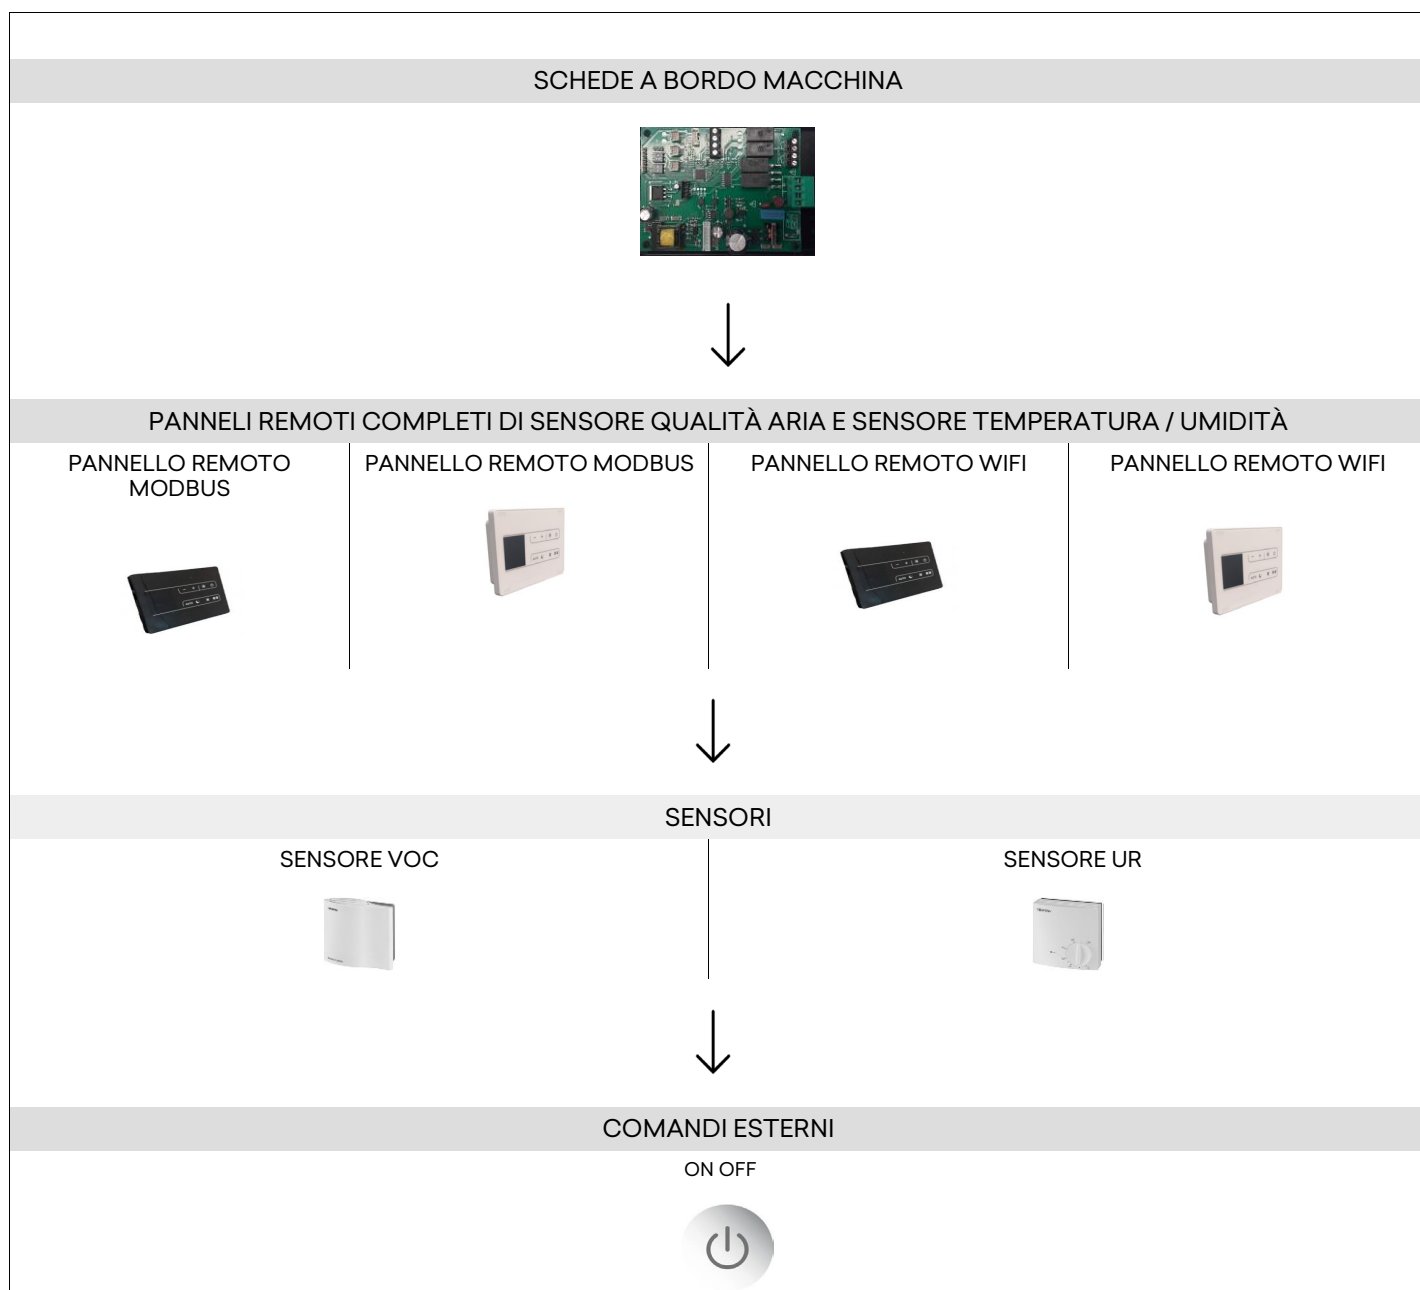 SCHEDE A BORDO MACCHINA
PANNELI REMOTI COMPLETI DI SENSORE QUALITÀ ARIA E SENSORE TEMPERATURA / UMIDITÀ
PANNELLO REMOTO
MODBUS
PANNELLO REMOTO MODBUS
PANNELLO REMOTO WIFI
PANNELLO REMOTO WIFI
SENSORI
SENSORE VOC
SENSORE UR
COMANDI ESTERNI
ON OFF